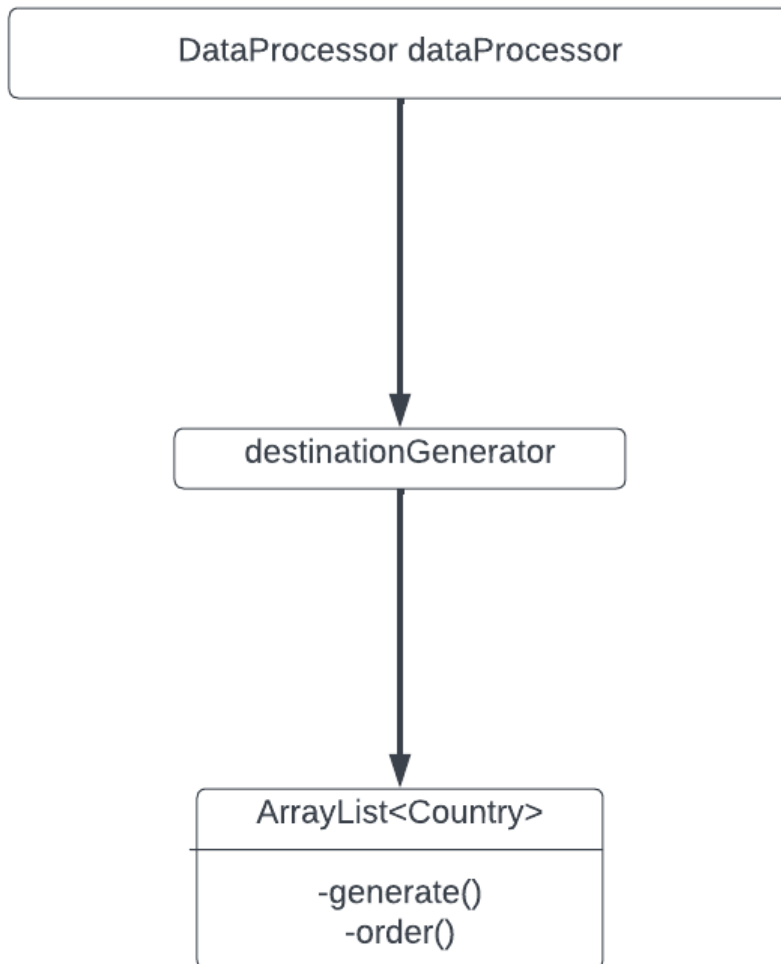 DataProcessor dataProcessor
destinationGenerator
ArrayList<Country>
-generate()
-order()